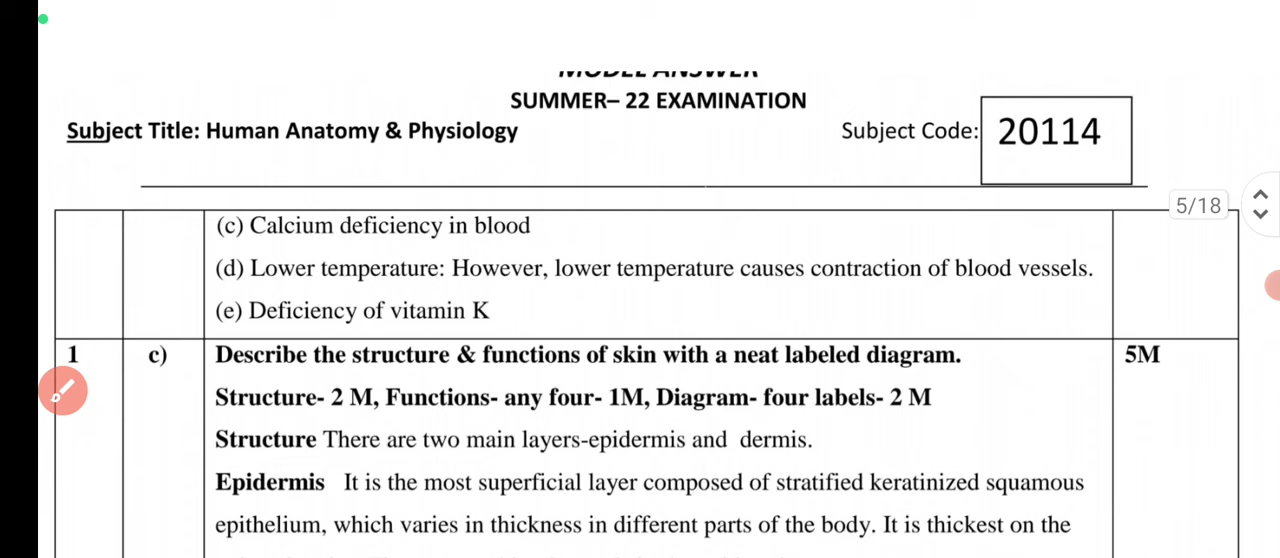 MODEL ANSWER
SUMMER– 22 EXAMINATION
Subject Title: Human Anatomy & Physiology
Subject Code: 20114
5/18
(c) Calcium deficiency in blood
(d) Lower temperature: However, lower temperature causes contraction of blood vessels.
(e) Deficiency of vitamin K
1 c) Describe the structure & functions of skin with a neat labeled diagram. 5M
Structure- 2 M, Functions- any four- 1M, Diagram- four labels- 2 M
Structure There are two main layers-epidermis and dermis.
Epidermis It is the most superficial layer composed of stratified keratinized squamous
epithelium, which varies in thickness in different parts of the body. It is thickest on the